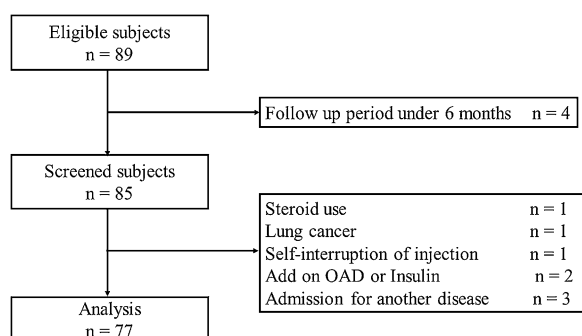 Eligible subjects
n = 89
Follow up period under 6 months n = 4
Screened subjects
n = 85
Steroid use n = 1
Lung cancer n = 1
Self-interruption of injection n = 1
Add on OAD or Insulin n = 2
Admission for another disease n = 3
Analysis
n = 77